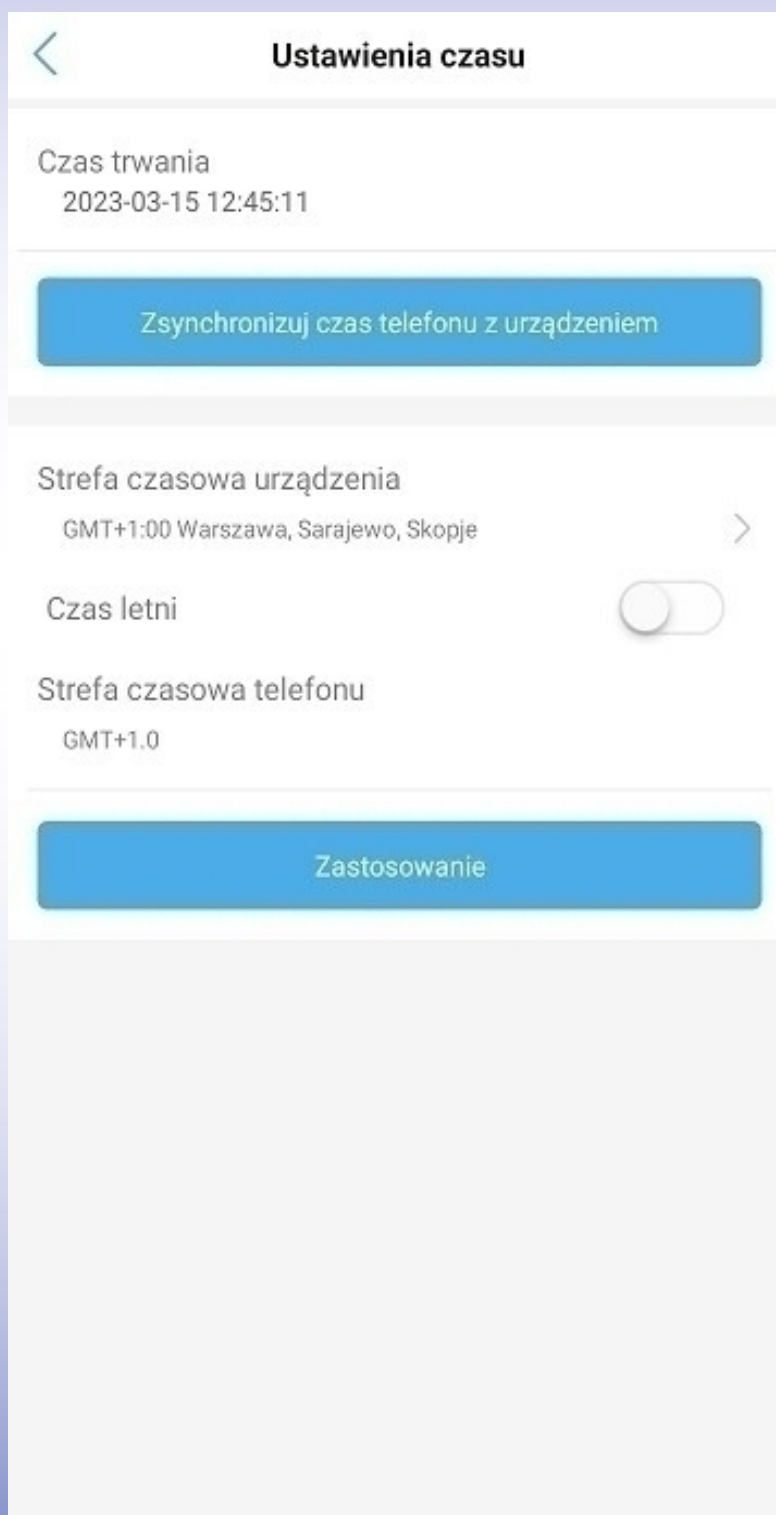 Ustawienia czasu
Czas trwania
2023-03-15 12:45:11
Zsynchronizuj czas telefonu z urządzeniem
Strefa czasowa urządzenia
GMT+1:00 Warszawa, Sarajewo, Skopje
Czas letni
Strefa czasowa telefonu
GMT+1.0
Zastosowanie